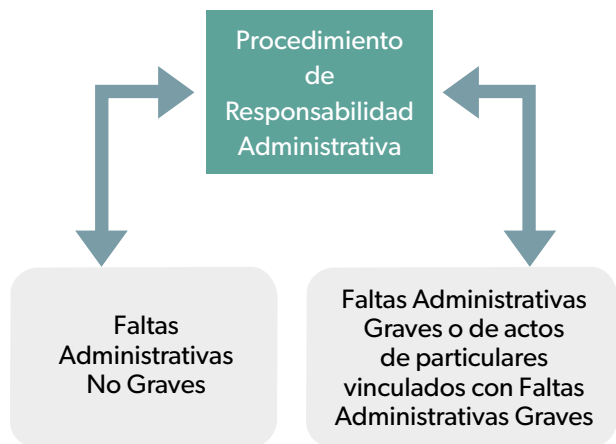 Procedimiento
de
Responsabilidad
Administrativa
Faltas
Administrativas
No Graves
Faltas Administrativas
Graves o de actos
de particulares
vinculados con Faltas
Administrativas Graves